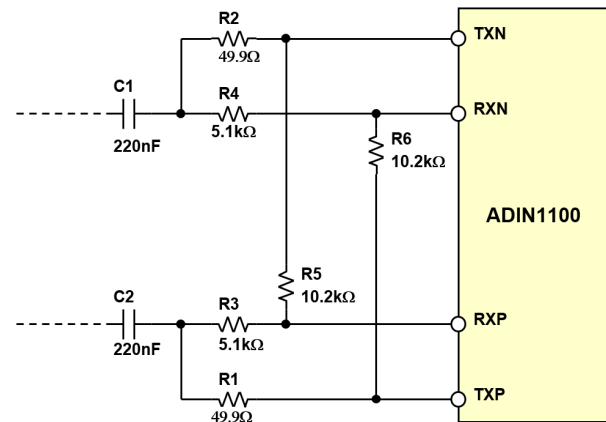 R2
49.9Ω
TXN
C1
220nF
R4
5.1kΩ
RXN
R6
10.2kΩ
ADIN1100
R5
10.2kΩ
C2
220nF
R3
5.1kΩ
RXP
R1
49.9Ω
TXP